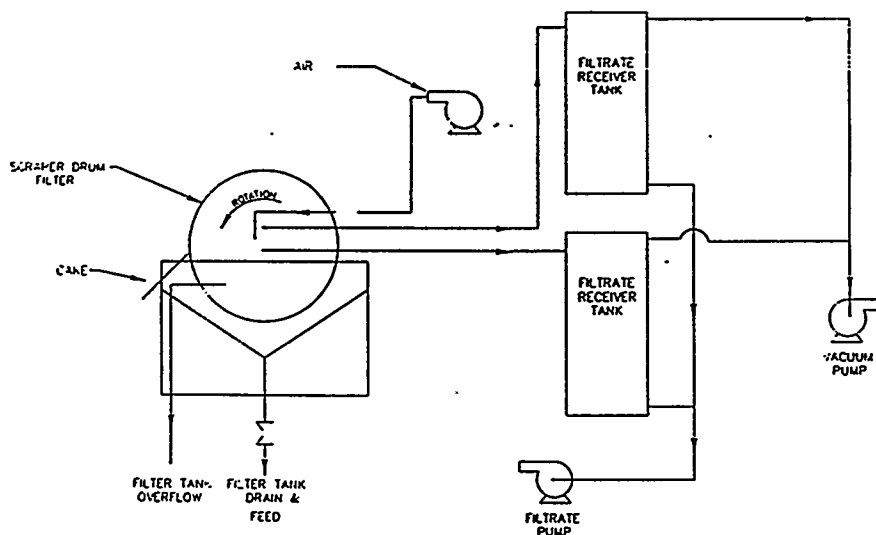 AIR
FILTRATE
RECEIVER
TANK
SCRAPER DRUM
FILTER
ROTATION
CAKE
FILTRATE
RECEIVER
TANK
VACUUM
PUMP
FILTER TANK
OVERFLOW
FILTER TANK
DRAIN &
FEED
FILTRATE
PUMP